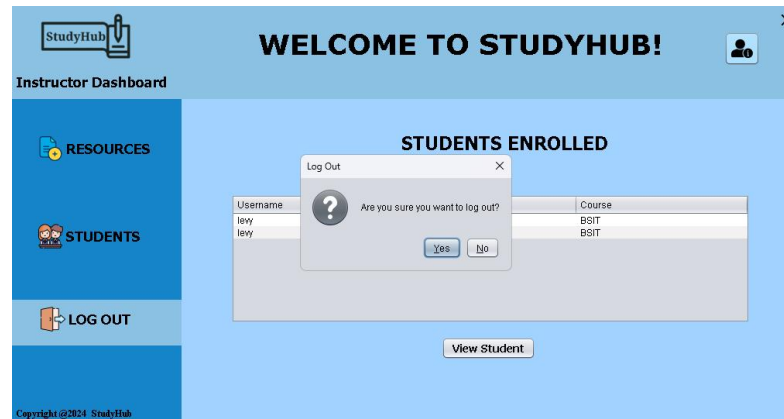 StudyHub
WELCOME TO STUDYHUB!
Instructor Dashboard
RESOURCES
STUDENTS
LOG OUT
STUDENTS ENROLLED
Log Out
Are you sure you want to log out?
Yes No
Username Course
levy BSIT
levy BSIT
View Student
Copyright @2024 StudyHub